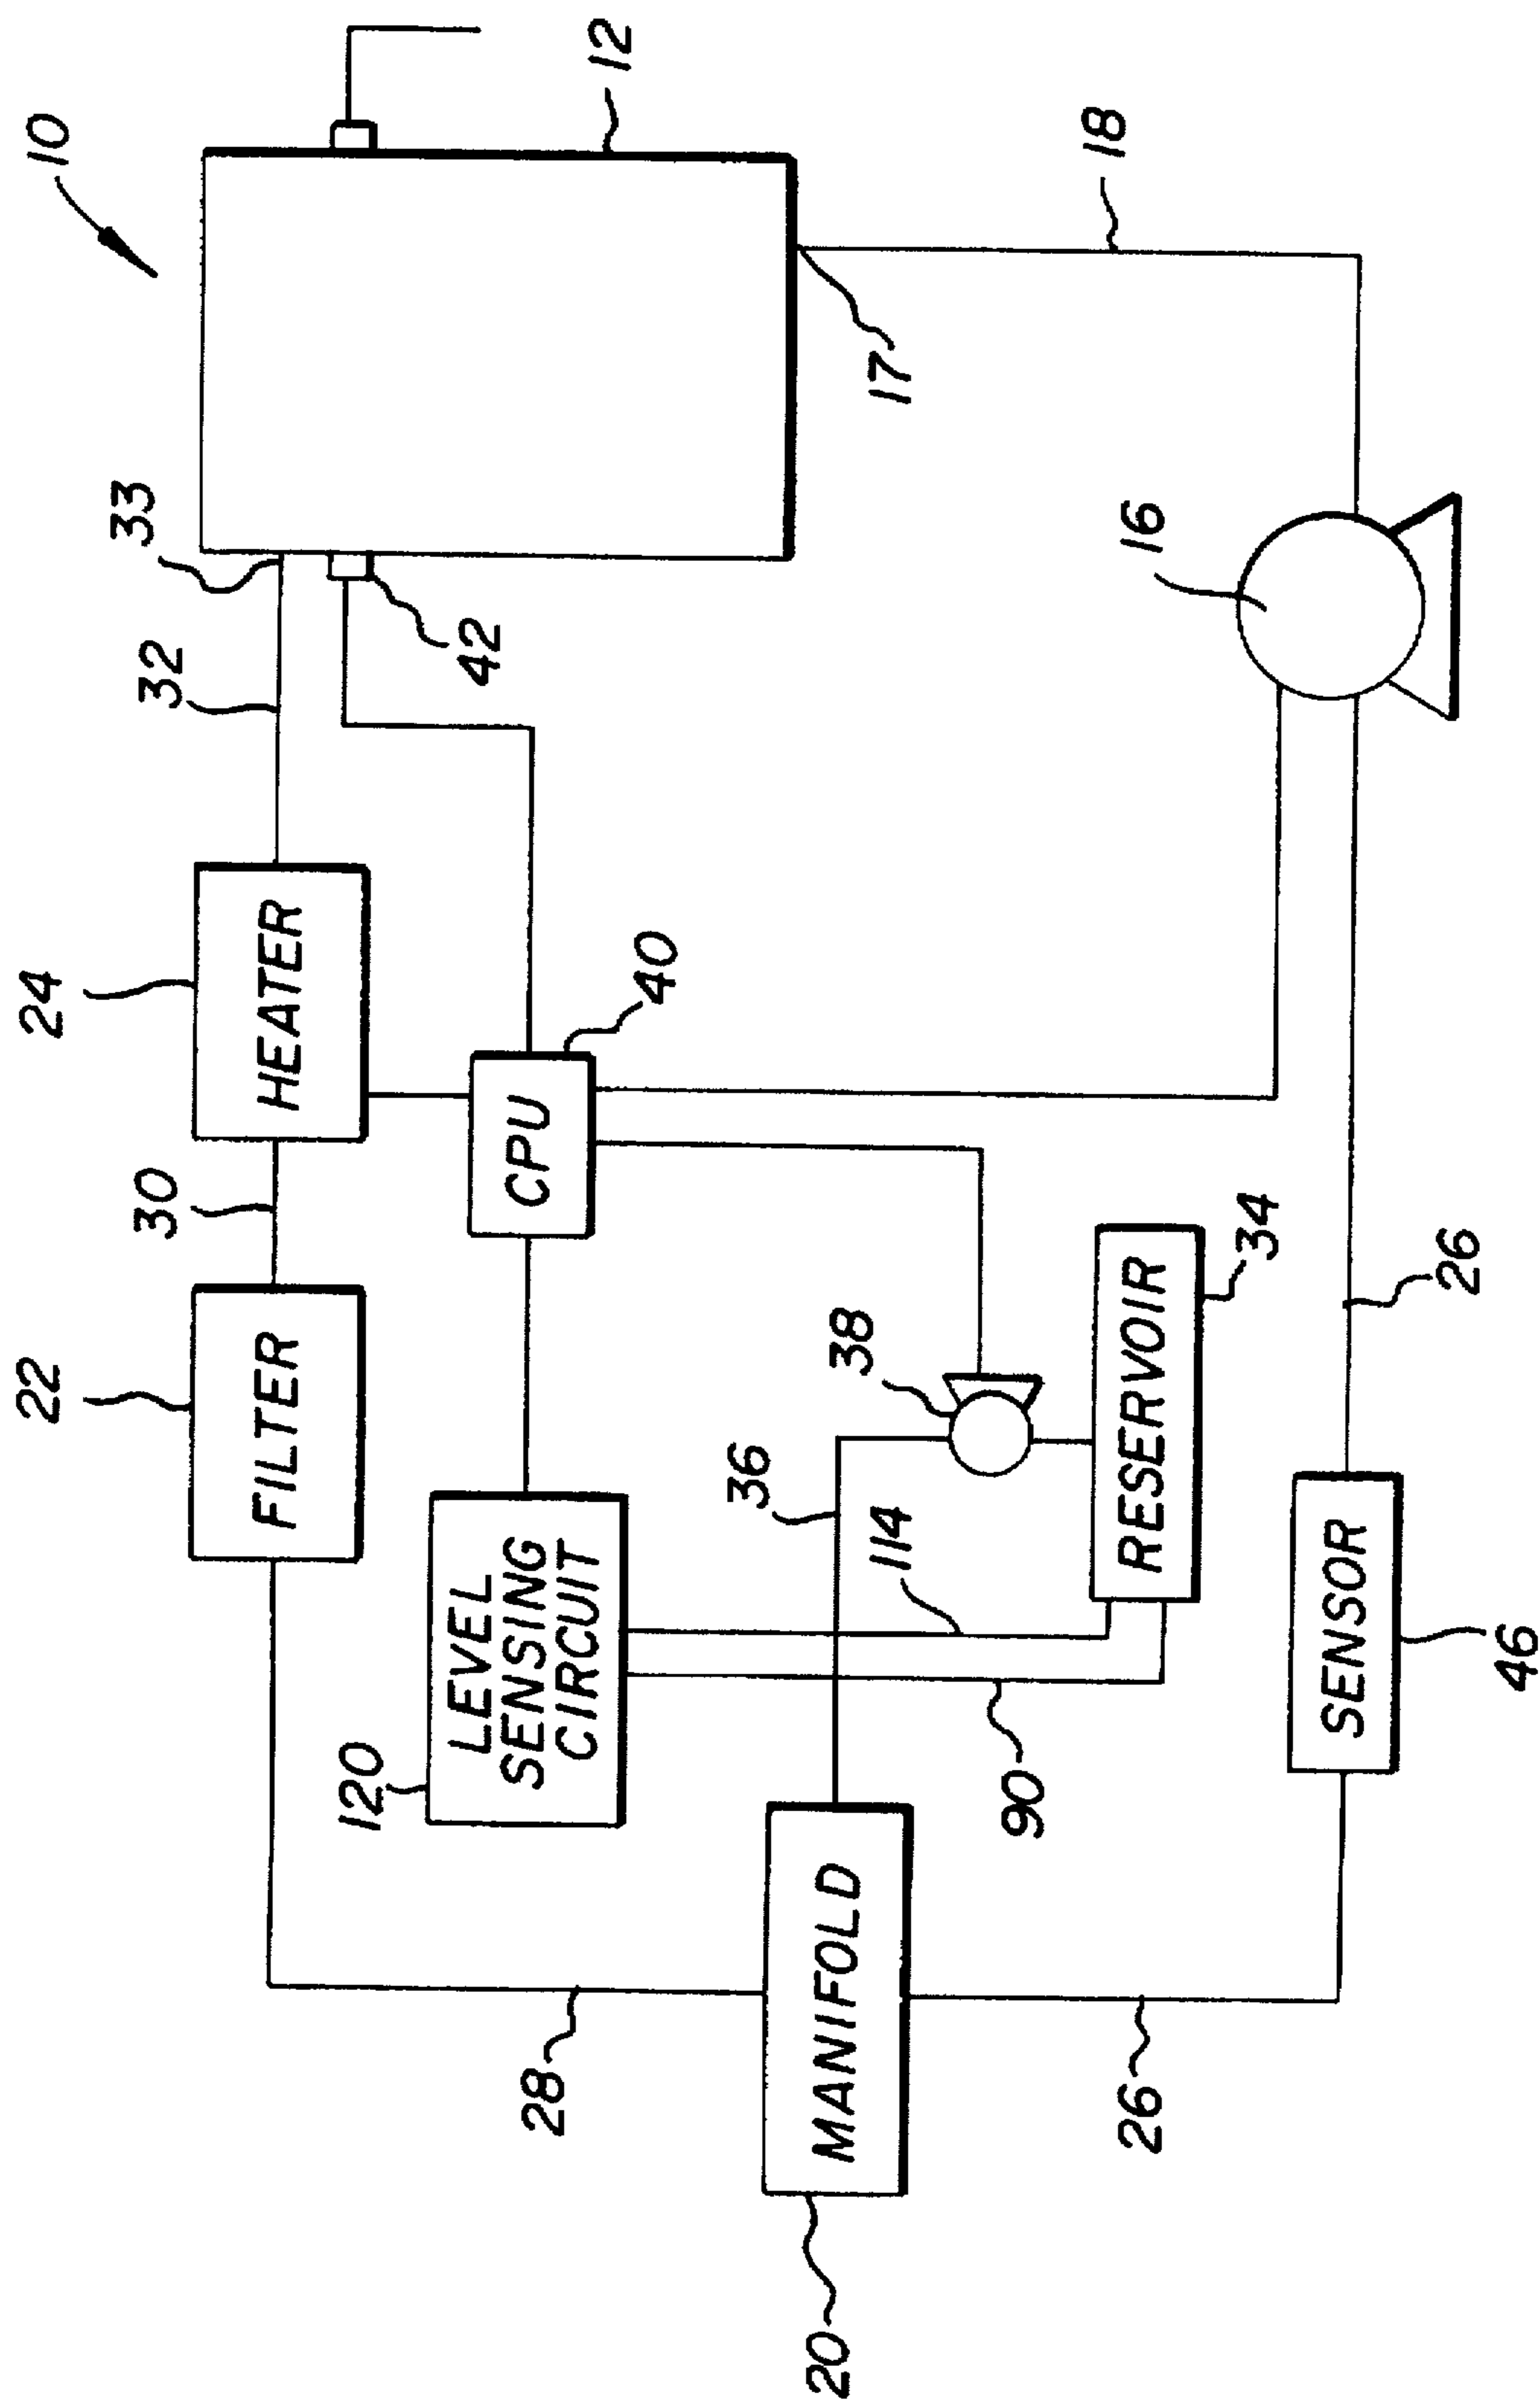 10
12
33
32
42
24
HEATER
30
22
FILTER
40
CPU
17
18
16
120
LEVEL
SENSING
CIRCUIT
36
38
114
90
RESERVOIR
34
28
MANIFOLD
20
26
SENSOR
46
26